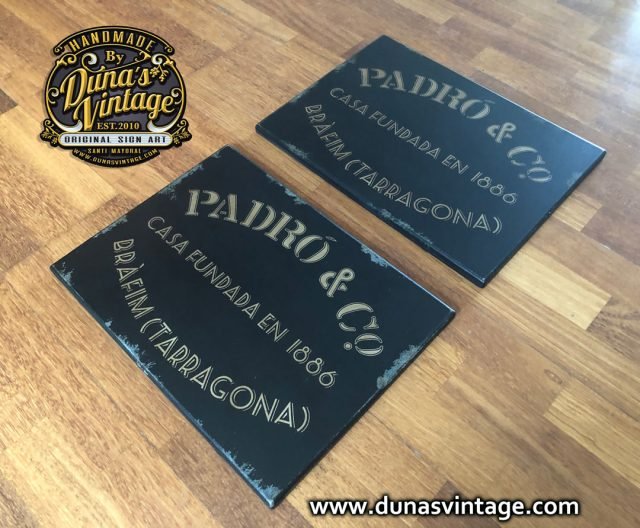 HANDMADE
By
Duna's
Vintage
EST. 2010
ORIGINAL SIGN ART
SANTI MAYORAL
WWW.DUNASVINTAGE.COM
PADRÓ & Cº
CASA FUNDADA EN 1886
BRÀFIM (TARRAGONA)
PADRÓ & Cº
CASA FUNDADA EN 1886
BRÀFIM (TARRAGONA)
www.dunasvintage.com